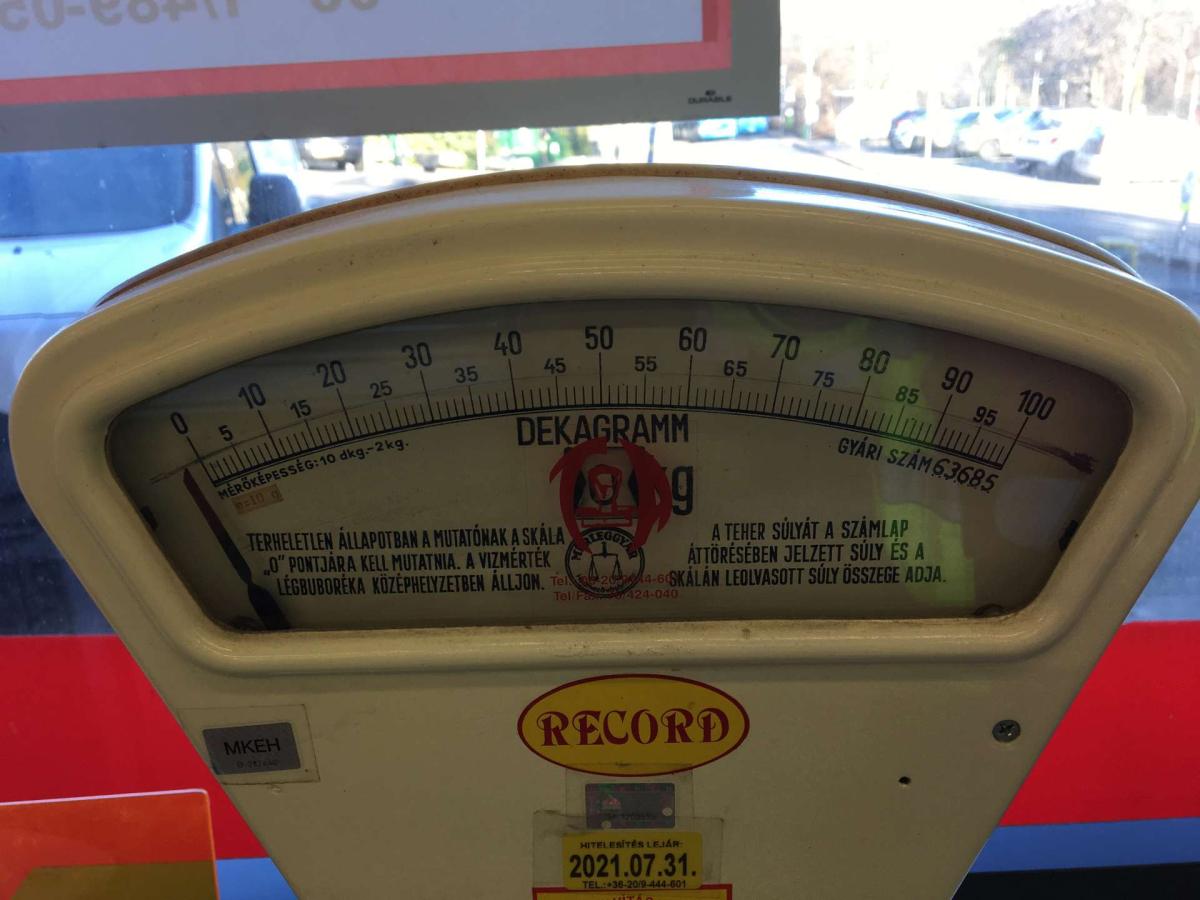 DURABLE
0 10 20 30 40 50 60 70 80 90 100
5 15 25 35 45 55 65 75 85 95
DEKAGRAMM
MÉRŐKÉPESSÉG: 10 dkg.-2kg.
GYÁRI SZÁM 63685
e=10 g
kg
TERHELETLEN ÁLLAPOTBAN A MUTATÓNAK A SKÁLA
„0" PONTJÁRA KELL MUTATNIA. A VIZMÉRTÉK
LÉGBUBORÉKA KÖZÉPHELYZETBEN ÁLLJON.
A TEHER SÚLYÁT A SZÁMLAP
ÁTTÖRÉSÉBEN JELZETT SÚLY ÉS A
SKÁLÁN LEOLVASOTT SÚLY ÖSSZEGE ADJA.
RECORD
MKEH
HITELESÍTÉS LEJÁR:
2021.07.31.
TEL.:+36-20/9-444-601